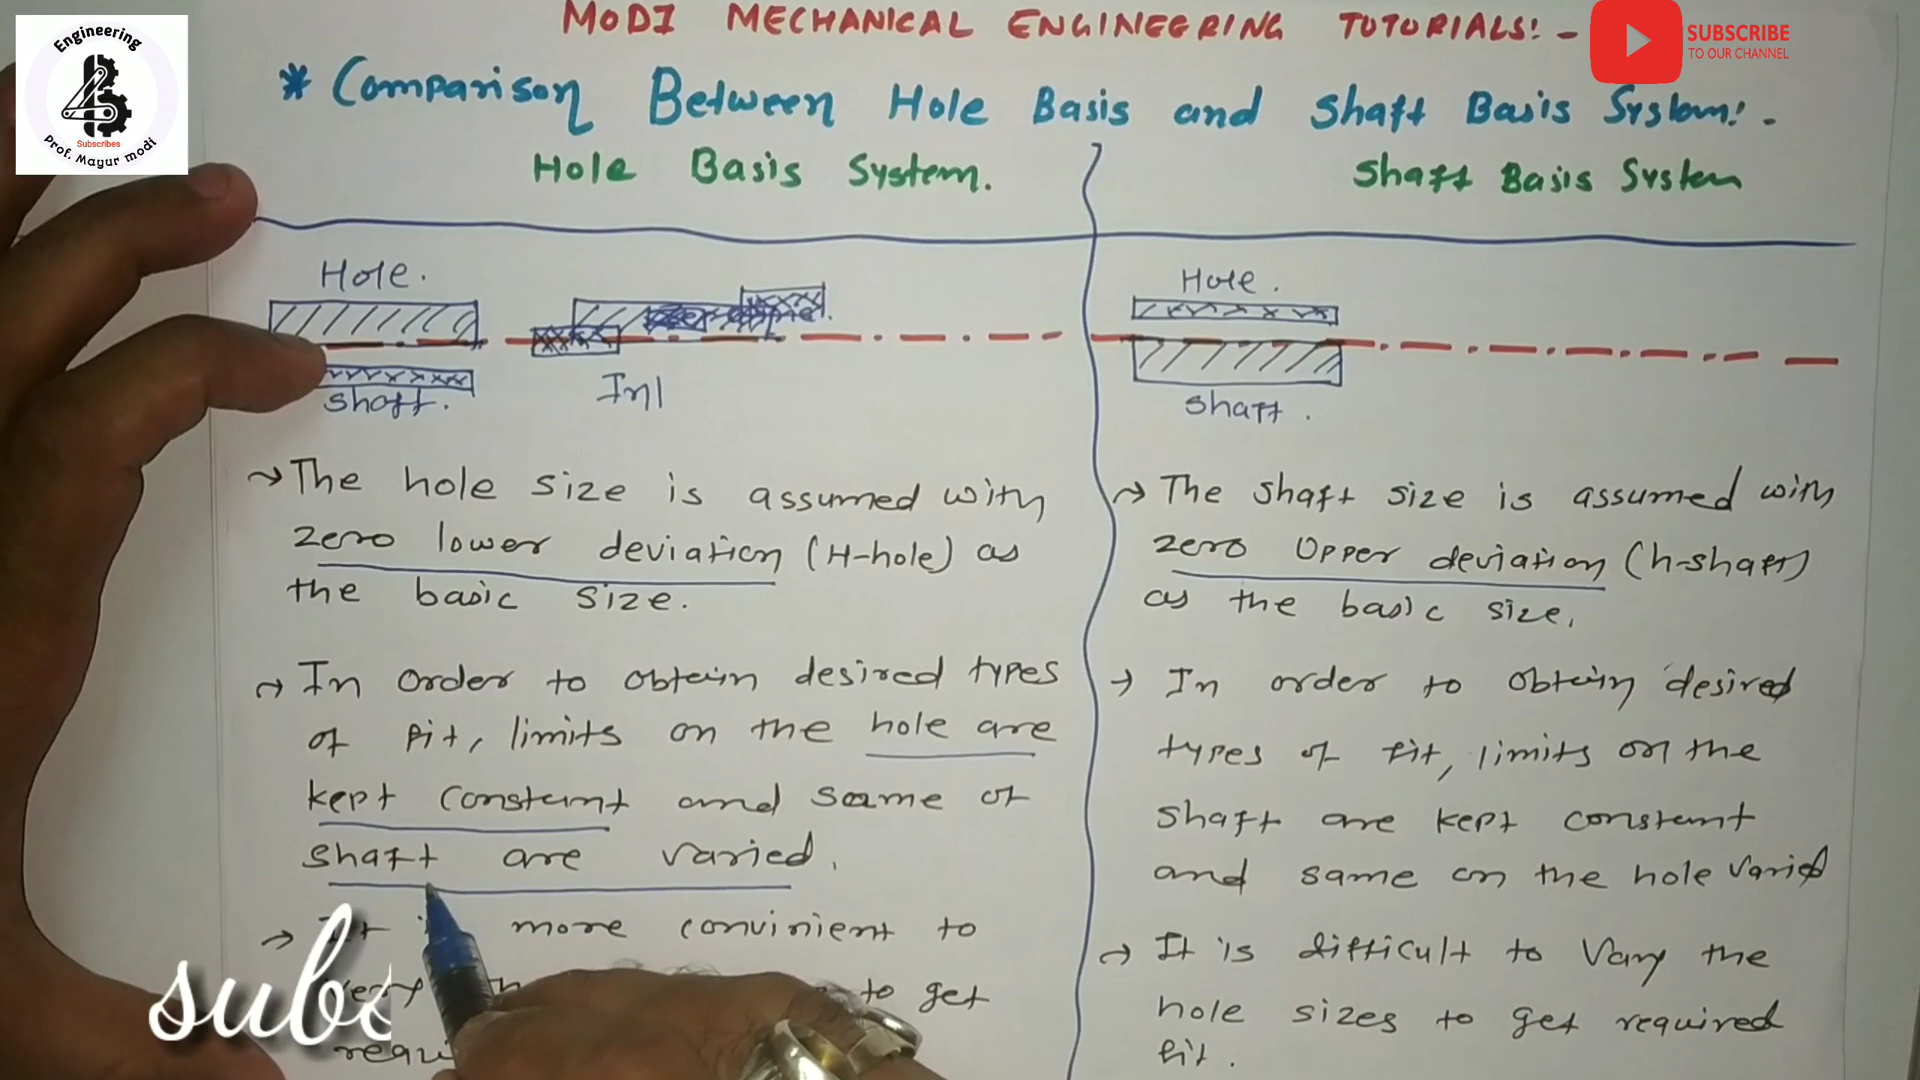 MODI MECHANICAL ENGINEERING TUTORIALS:-
SUBSCRIBE
TO OUR CHANNEL
Engineering
Subscribes
Prof. Mayur modi
* Comparison Between Hole Basis and Shaft Basis System:-
Hole Basis System.
Hole.
Shaft.
→ The hole size is assumed with
zero lower deviation (H-hole) as
the basic size.
→ In order to obtain desired types
of fit, limits on the hole are
kept constant and same of
shaft are varied.
→ It more convinient to
to get
subs
Shaft Basis System
Hole.
Shaft.
→ The shaft size is assumed with
zero Upper deviation (h-shaft)
as the basic size.
→ In order to obtain desired
types of fit, limits on the
shaft are kept constant
and same on the hole varied
→ It is difficult to vary the
hole sizes to get required
fit.